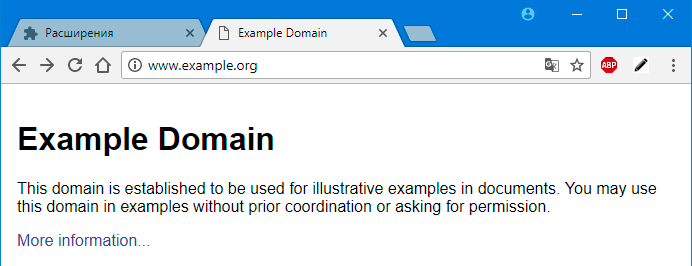 Расширения
Example Domain
www.example.org
ABP
Example Domain
This domain is established to be used for illustrative examples in documents. You may use
this domain in examples without prior coordination or asking for permission.
More information...